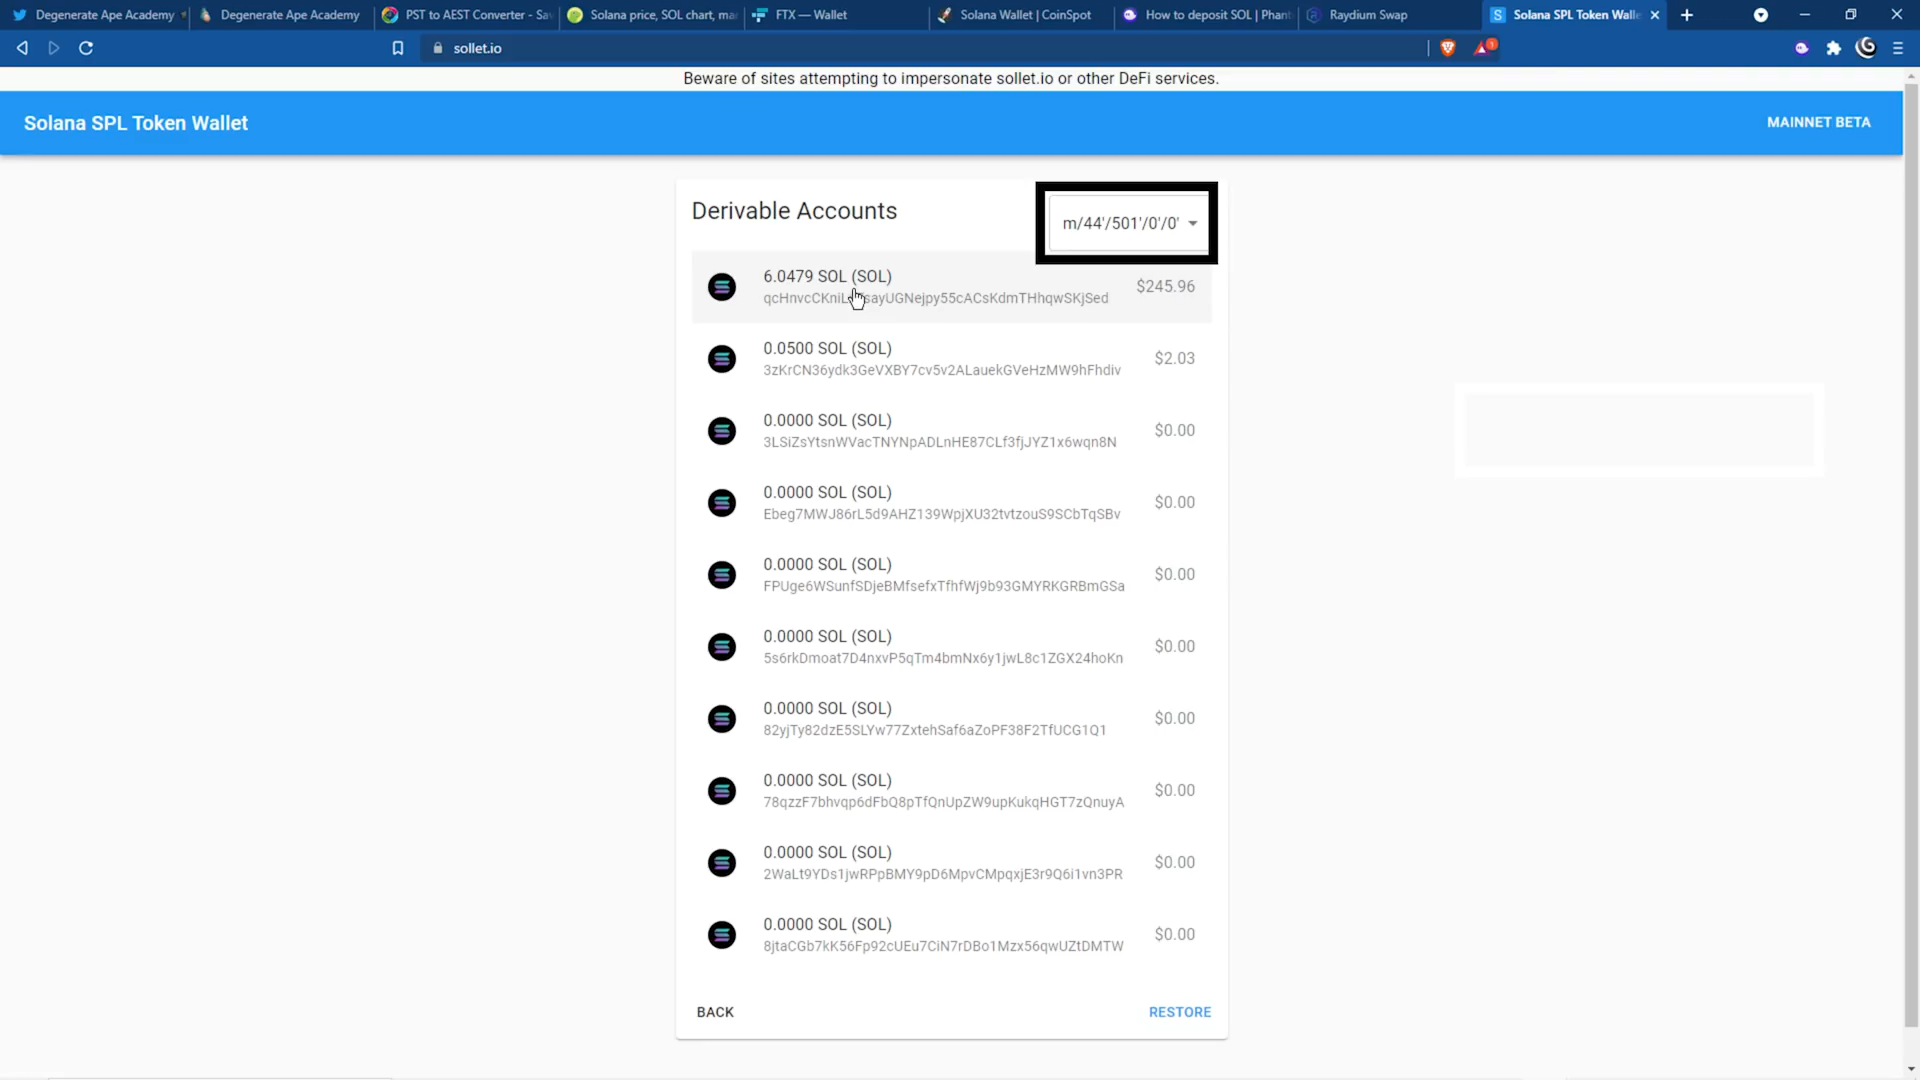 Degenerate Ape Academy
Degenerate Ape Academy
PST to AEST Converter - Sav
Solana price, SOL chart, ma
FTX — Wallet
Solana Wallet | CoinSpot
How to deposit SOL | Phant
Raydium Swap
Solana SPL Token Walle
sollet.io
1
Beware of sites attempting to impersonate sollet.io or other DeFi services.
Solana SPL Token Wallet
MAINNET BETA
Derivable Accounts
m/44'/501'/0'/0'
6.0479 SOL (SOL)
$245.96
0.0500 SOL (SOL)
3zKrCN36ydk3GeVXBY7cv5v2ALauekGVeHzMW9hFhdiv
$2.03
0.0000 SOL (SOL)
3LSiZsYtsnWVacTNYNpADLnHE87CLf3fjJYZ1x6wqn8N
$0.00
0.0000 SOL (SOL)
Ebeg7MWJ86rL5d9AHZ139WpjXU32tvtzouS9SCbTqSBv
$0.00
0.0000 SOL (SOL)
FPUge6WSunfSDjeBMfsefxTfhfWj9b93GMYRKGRBmGSa
$0.00
0.0000 SOL (SOL)
5s6rkDmoat7D4nxvP5qTm4bmNx6y1jwL8c1ZGX24hoKn
$0.00
0.0000 SOL (SOL)
82yjTy82dzE5SLYw77ZxtehSaf6aZoPF38F2TfUCG1Q1
$0.00
0.0000 SOL (SOL)
78qzzF7bhvqp6dFbQ8pTfQnUpZW9upKukqHGT7zQnuyA
$0.00
0.0000 SOL (SOL)
2WaLt9YDs1jwRPpBMY9pD6MpvCMpqxjE3r9Q6i1vn3PR
$0.00
0.0000 SOL (SOL)
8jtaCGb7kK56Fp92cUEu7CiN7rDBo1Mzx56qwUZtDMTW
$0.00
BACK
RESTORE